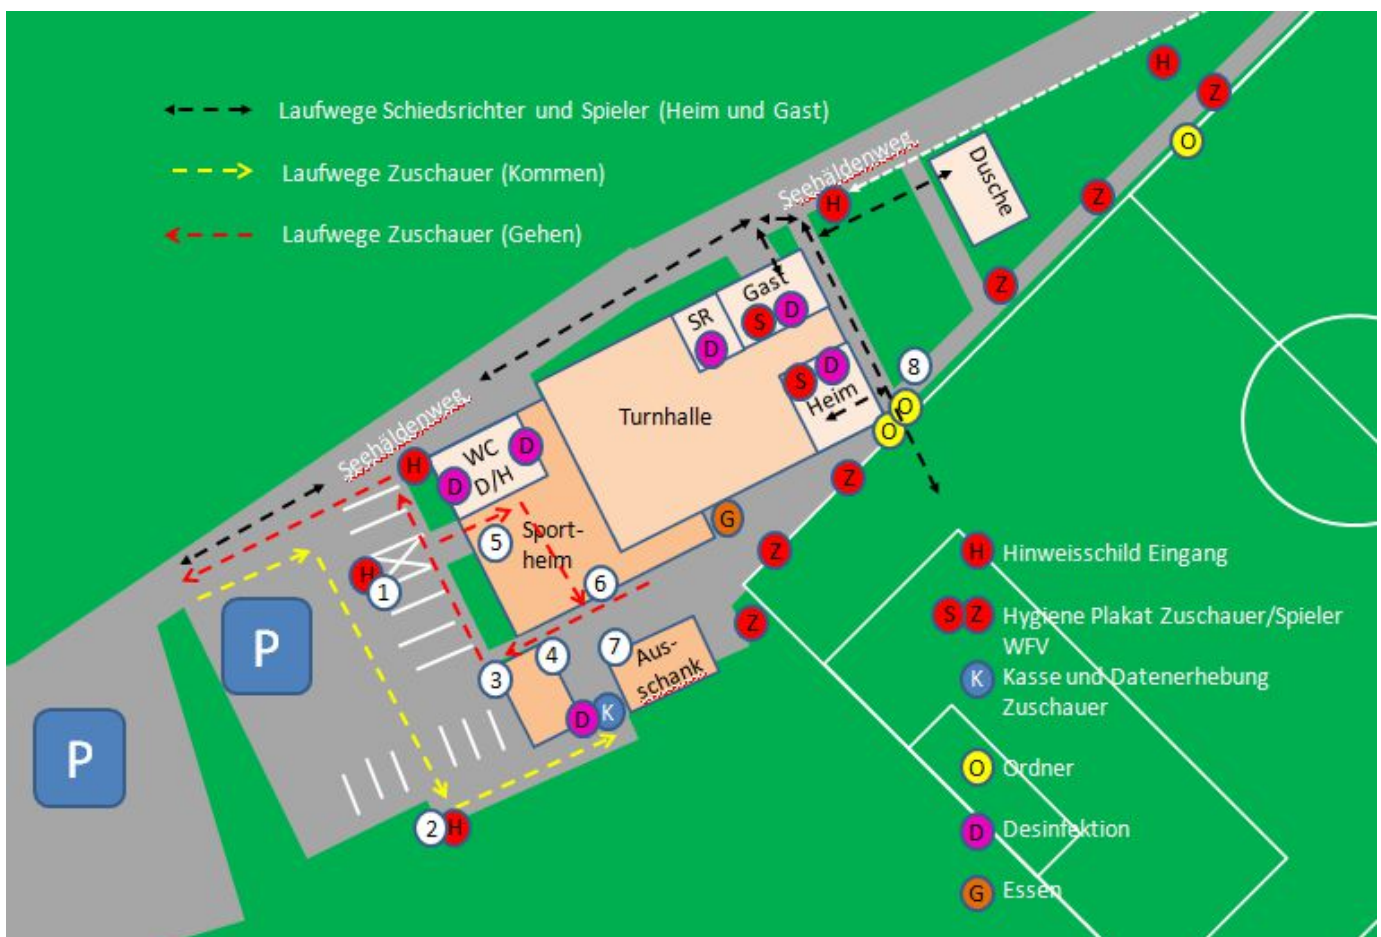 Laufwege Schiedsrichter und Spieler (Heim und Gast)
Laufwege Zuschauer (Kommen)
Laufwege Zuschauer (Gehen)
H
Z
O
Seehäldenweg
Dusche
H
Z
Z
Gast
S D
SR
D
S D
Heim
8
O
O
Turnhalle
Seehäldenweg
H
WC
D/H
D
D
Z
G
Z
5
Sport-
heim
6
H
1
P
Z
7
Aus-
schank
4
3
D K
P
2 H
H Hinweisschild Eingang
S Z Hygiene Plakat Zuschauer/Spieler
WFV
K Kasse und Datenerhebung
Zuschauer
O Ordner
D Desinfektion
G Essen